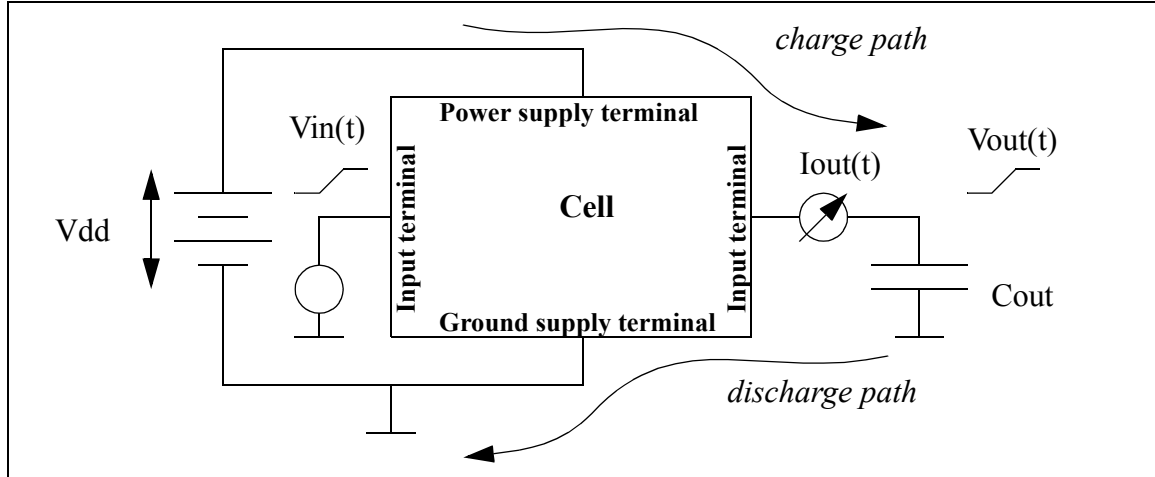 charge path
Power supply terminal
Vin(t)
Vout(t)
Iout(t)
Input terminal
Cell
Input terminal
Vdd
Cout
Ground supply terminal
discharge path